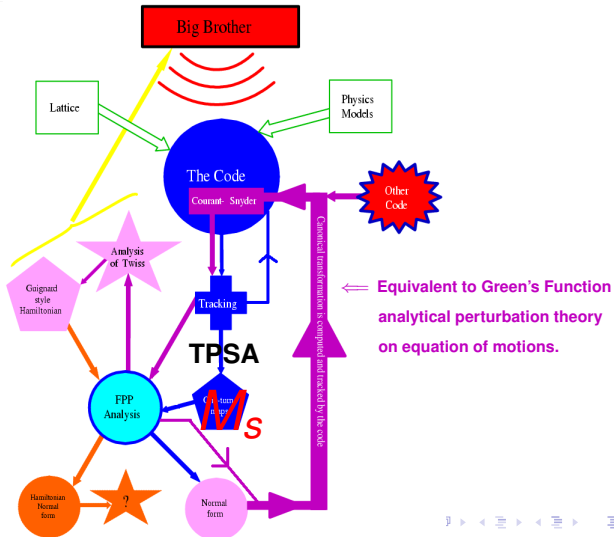 Big Brother
Lattice
Physics
Models
The Code
Courant- Snyder
Other
Code
Analysis
of Twiss
Guignard
style
Hamiltonian
Tracking
Canonical transformation is computed and tracked by the code
⇐ Equivalent to Green's Function
analytical perturbation theory
on equation of motions.
TPSA
FPP
Analysis
M_S
Hamiltonian
Normal
form
?
Normal
form